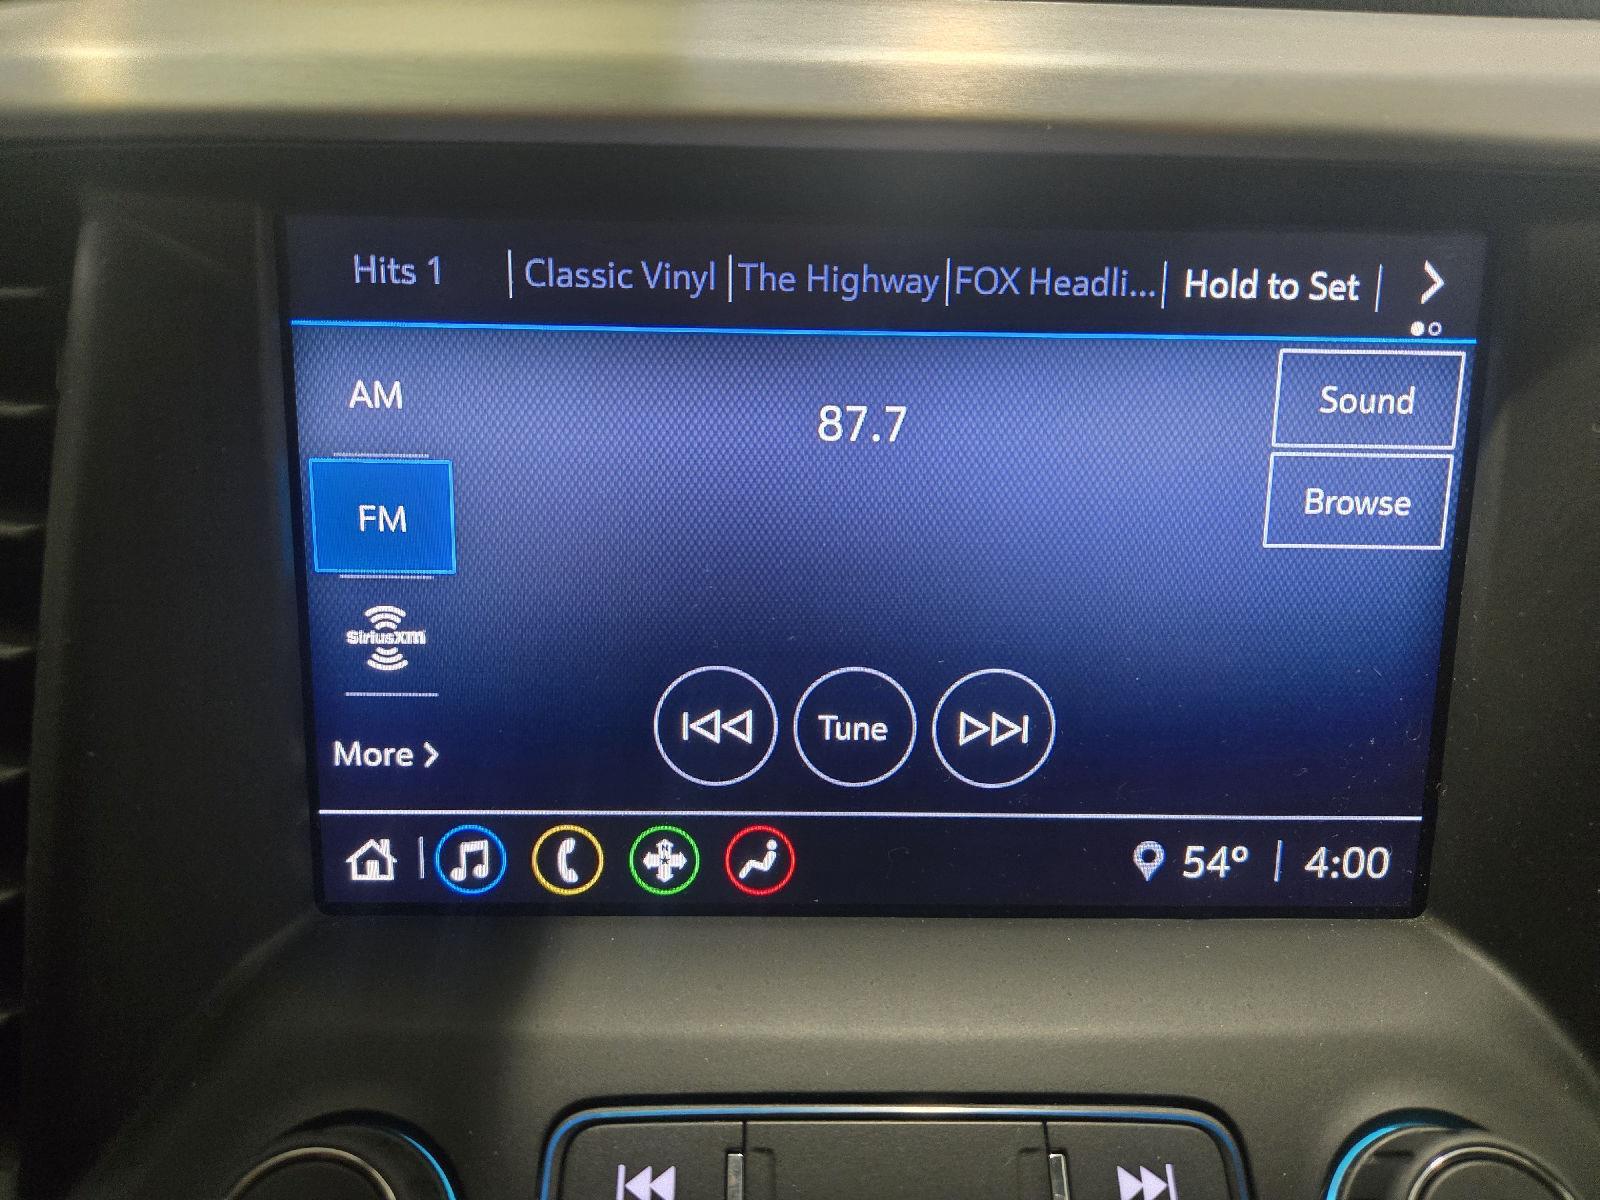 Hits 1 Classic Vinyl The Highway FOX Headli... Hold to Set
AM
87.7
Sound
FM
Browse
SiriusXM
More
Tune
54° 4:00